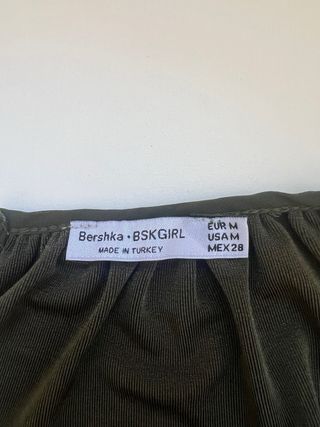 Bershka • BSKGIRL
MADE IN TURKEY
EUR M
USA M
MEX 28